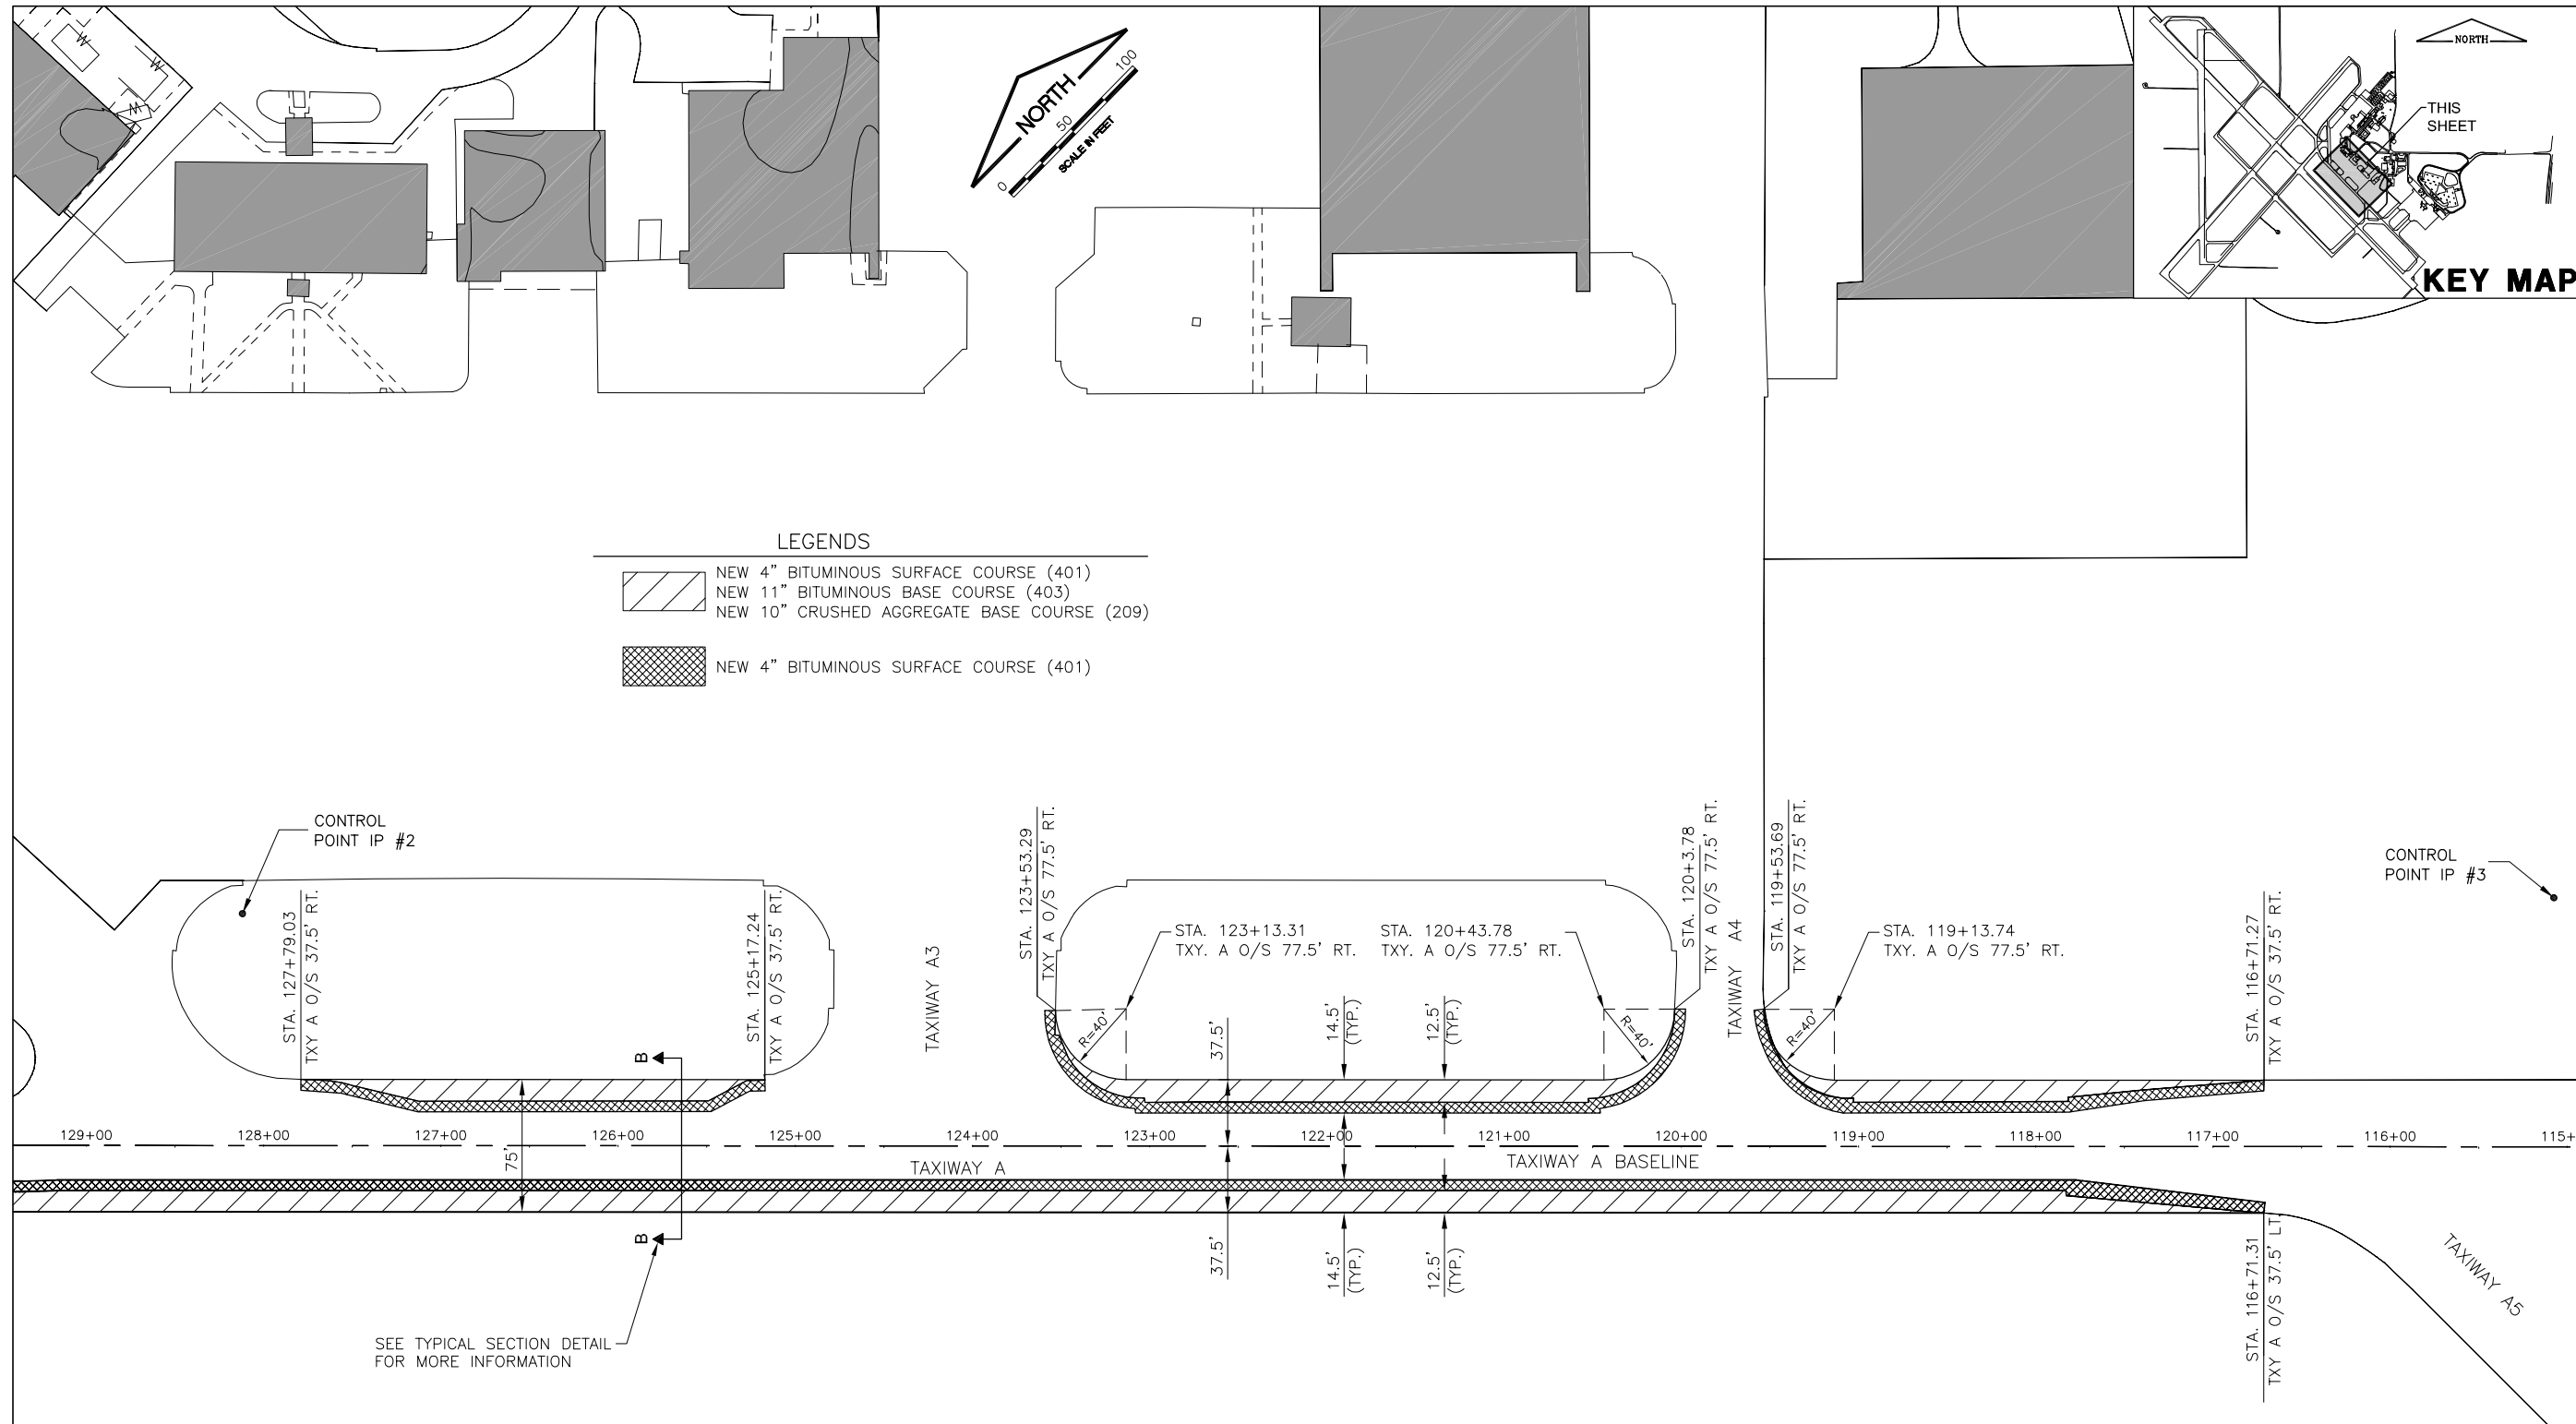 W
W
W
NORTH
0
50
100
SCALE IN FEET
NORTH
THIS
SHEET
KEY MAP
LEGENDS
NEW 4" BITUMINOUS SURFACE COURSE (401)
NEW 11" BITUMINOUS BASE COURSE (403)
NEW 10" CRUSHED AGGREGATE BASE COURSE (209)
NEW 4" BITUMINOUS SURFACE COURSE (401)
CONTROL
POINT IP #2
CONTROL
POINT IP #3
STA. 127+79.03
TXY A O/S 37.5' RT.
STA. 125+17.24
TXY A O/S 37.5' RT.
TAXIWAY A3
STA. 123+53.29
TXY A O/S 77.5' RT.
STA. 123+13.31
TXY. A O/S 77.5' RT.
STA. 120+43.78
TXY. A O/S 77.5' RT.
STA. 120+3.78
TXY A O/S 77.5' RT.
TAXIWAY A4
STA. 119+53.69
TXY A O/S 77.5' RT.
STA. 119+13.74
TXY. A O/S 77.5' RT.
STA. 116+71.27
TXY A O/S 37.5' RT.
R=40'
R=40'
R=40'
37.5'
14.5'
(TYP.)
12.5'
(TYP.)
B
129+00
128+00
127+00
126+00
125+00
124+00
123+00
122+00
121+00
120+00
119+00
118+00
117+00
116+00
115+
75'
TAXIWAY A
TAXIWAY A BASELINE
B
37.5'
14.5'
(TYP.)
12.5'
(TYP.)
STA. 116+71.31
TXY A O/S 37.5' LT.
TAXIWAY A5
SEE TYPICAL SECTION DETAIL
FOR MORE INFORMATION